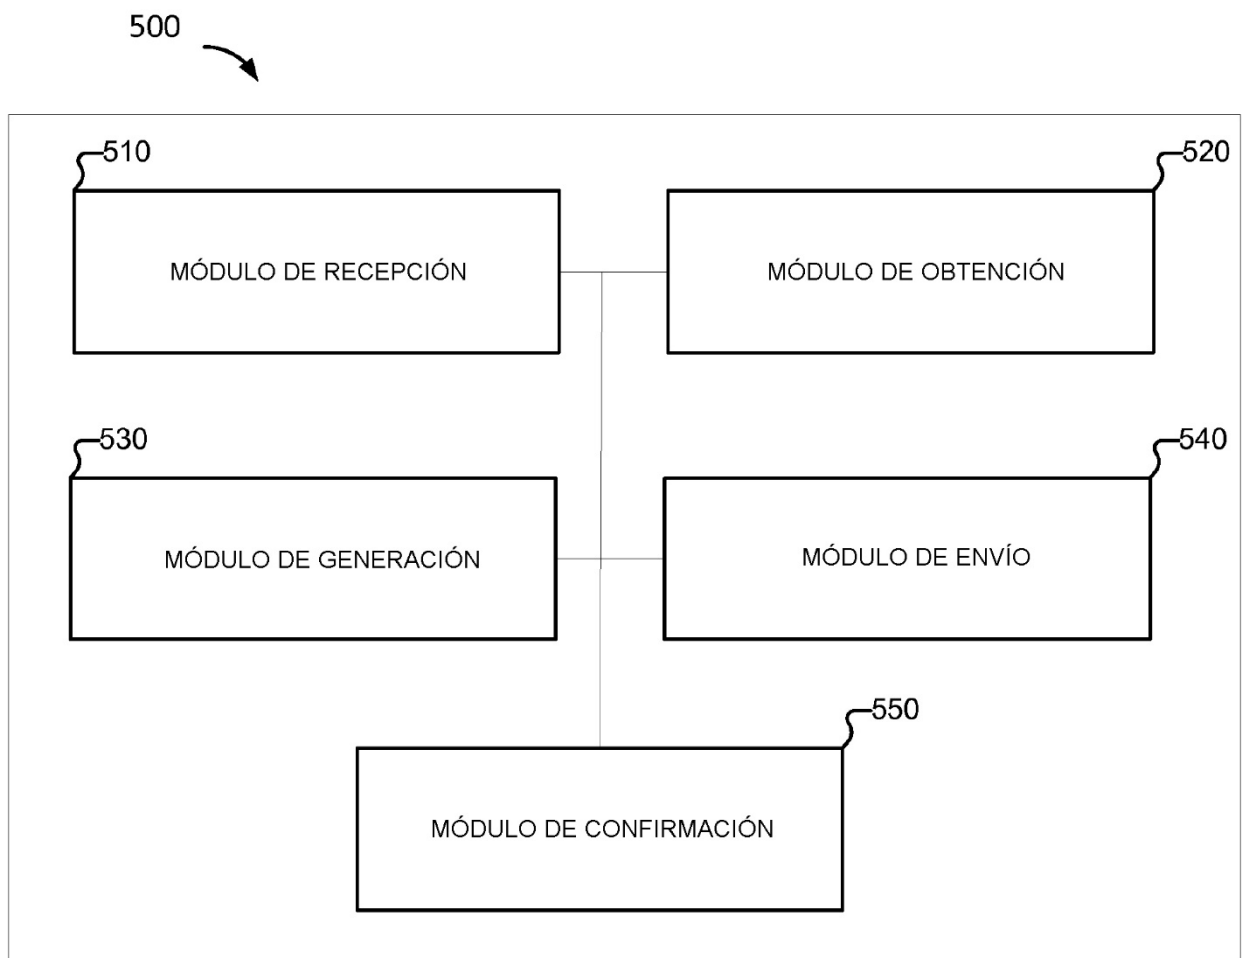 500
510
520
MÓDULO DE RECEPCIÓN
MÓDULO DE OBTENCIÓN
530
540
MÓDULO DE GENERACIÓN
MÓDULO DE ENVÍO
550
MÓDULO DE CONFIRMACIÓN